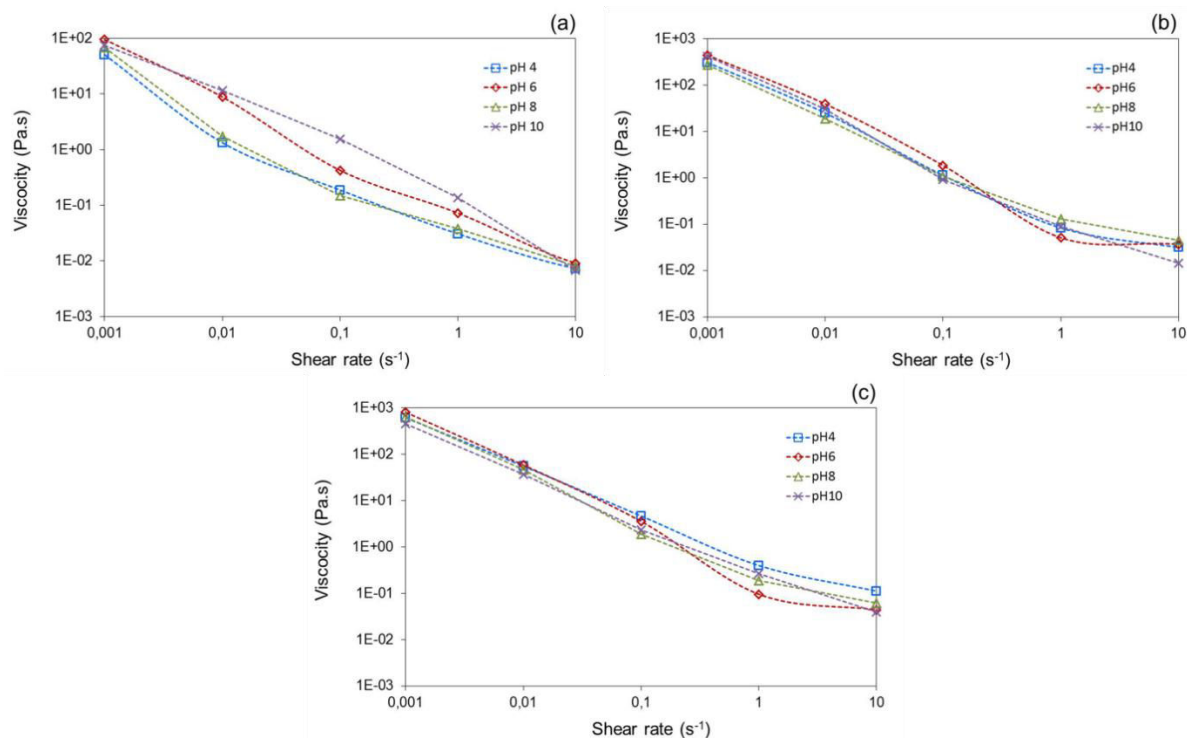 (a)
1E+02
1E+01
1E+00
1E-01
1E-02
1E-03
Viscocity (Pa.s)
pH 4
pH 6
pH 8
pH 10
0,001 0,01 0,1 1 10
Shear rate (s-1)
(b)
1E+03
1E+02
1E+01
1E+00
1E-01
1E-02
1E-03
Viscocity (Pa.s)
pH4
pH6
pH8
pH10
0,001 0,01 0,1 1 10
Shear rate (s-1)
(c)
1E+03
1E+02
1E+01
1E+00
1E-01
1E-02
1E-03
Viscocity (Pa.s)
pH4
pH6
pH8
pH10
0,001 0,01 0,1 1 10
Shear rate (s-1)